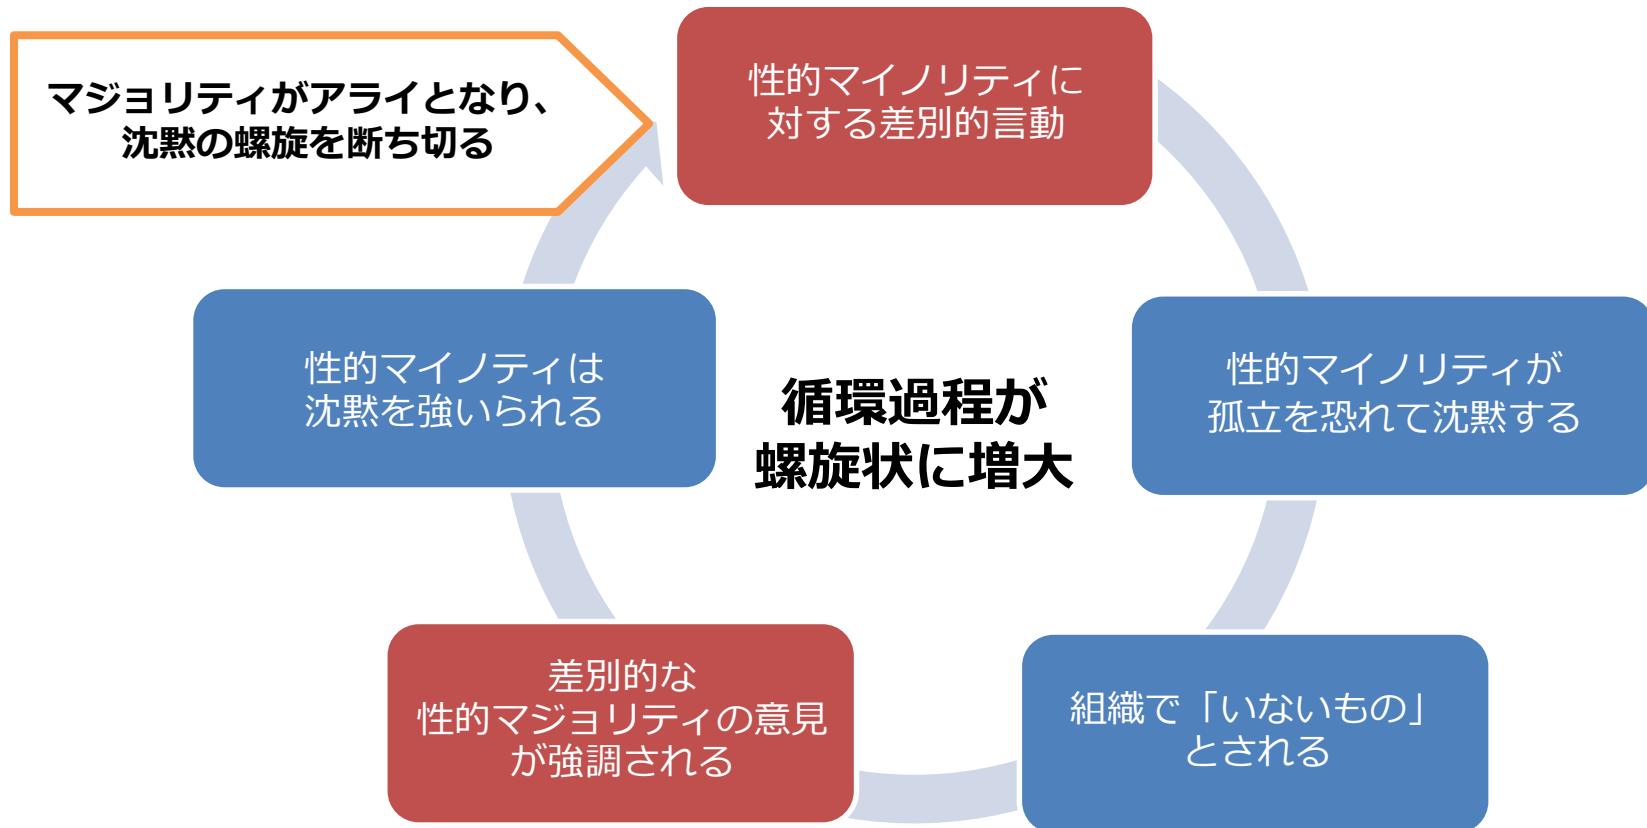 マジョリティがアライとなり、
沈黙の螺旋を断ち切る
性的マイノリティに
対する差別的言動
性的マイノリティが
孤立を恐れて沈黙する
組織で「いないもの」
とされる
差別的な
性的マジョリティの意見
が強調される
性的マイノティは
沈黙を強いられる
循環過程が
螺旋状に増大